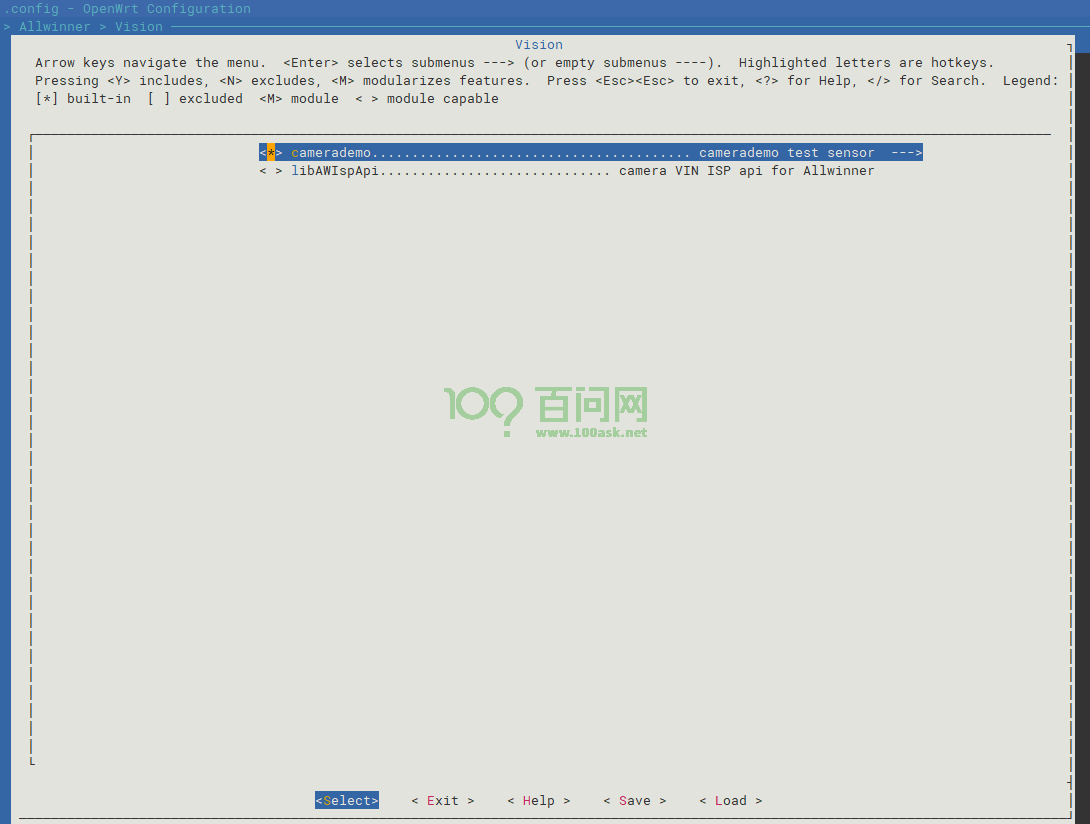 .config - OpenWrt Configuration
> Allwinner > Vision
Vision
Arrow keys navigate the menu.  <Enter> selects submenus ---> (or empty submenus ----).  Highlighted letters are hotkeys.
Pressing <Y> includes, <N> excludes, <M> modularizes features.  Press <Esc><Esc> to exit, <?> for Help, </> for Search.  Legend:
[*] built-in  [ ] excluded  <M> module  < > module capable
<*> camerademo........................................ camerademo test sensor  --->
< > libAWIspApi............................. camera VIN ISP api for Allwinner
100? 百问网
www.100ask.net
<Select>    < Exit >    < Help >    < Save >    < Load >